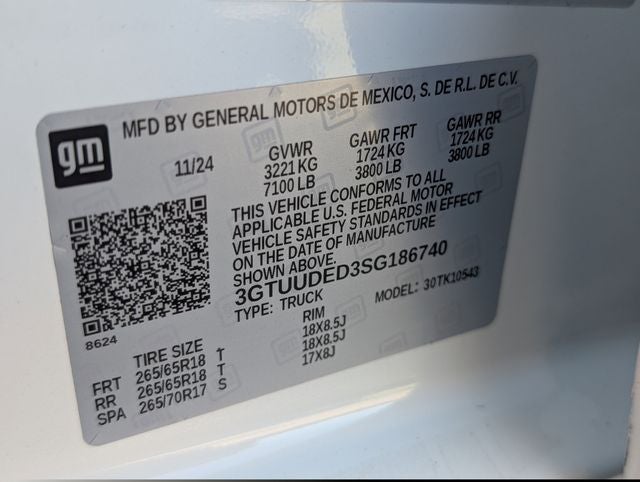 gm
MFD BY GENERAL MOTORS DE MEXICO, S. DE R.L. DE C.V.
11/24 GVWR GAWR FRT GAWR RR
3221 KG 1724 KG 1724 KG
7100 LB 3800 LB 3800 LB
THIS VEHICLE CONFORMS TO ALL
APPLICABLE U.S. FEDERAL MOTOR
VEHICLE SAFETY STANDARDS IN EFFECT
ON THE DATE OF MANUFACTURE
SHOWN ABOVE.
3GTUUDED3SG186740
TYPE: TRUCK MODEL: 30TK10543
8624
TIRE SIZE RIM
FRT 265/65R18 T 18X8.5J
RR 265/65R18 T 18X8.5J
SPA 265/70R17 S 17X8J